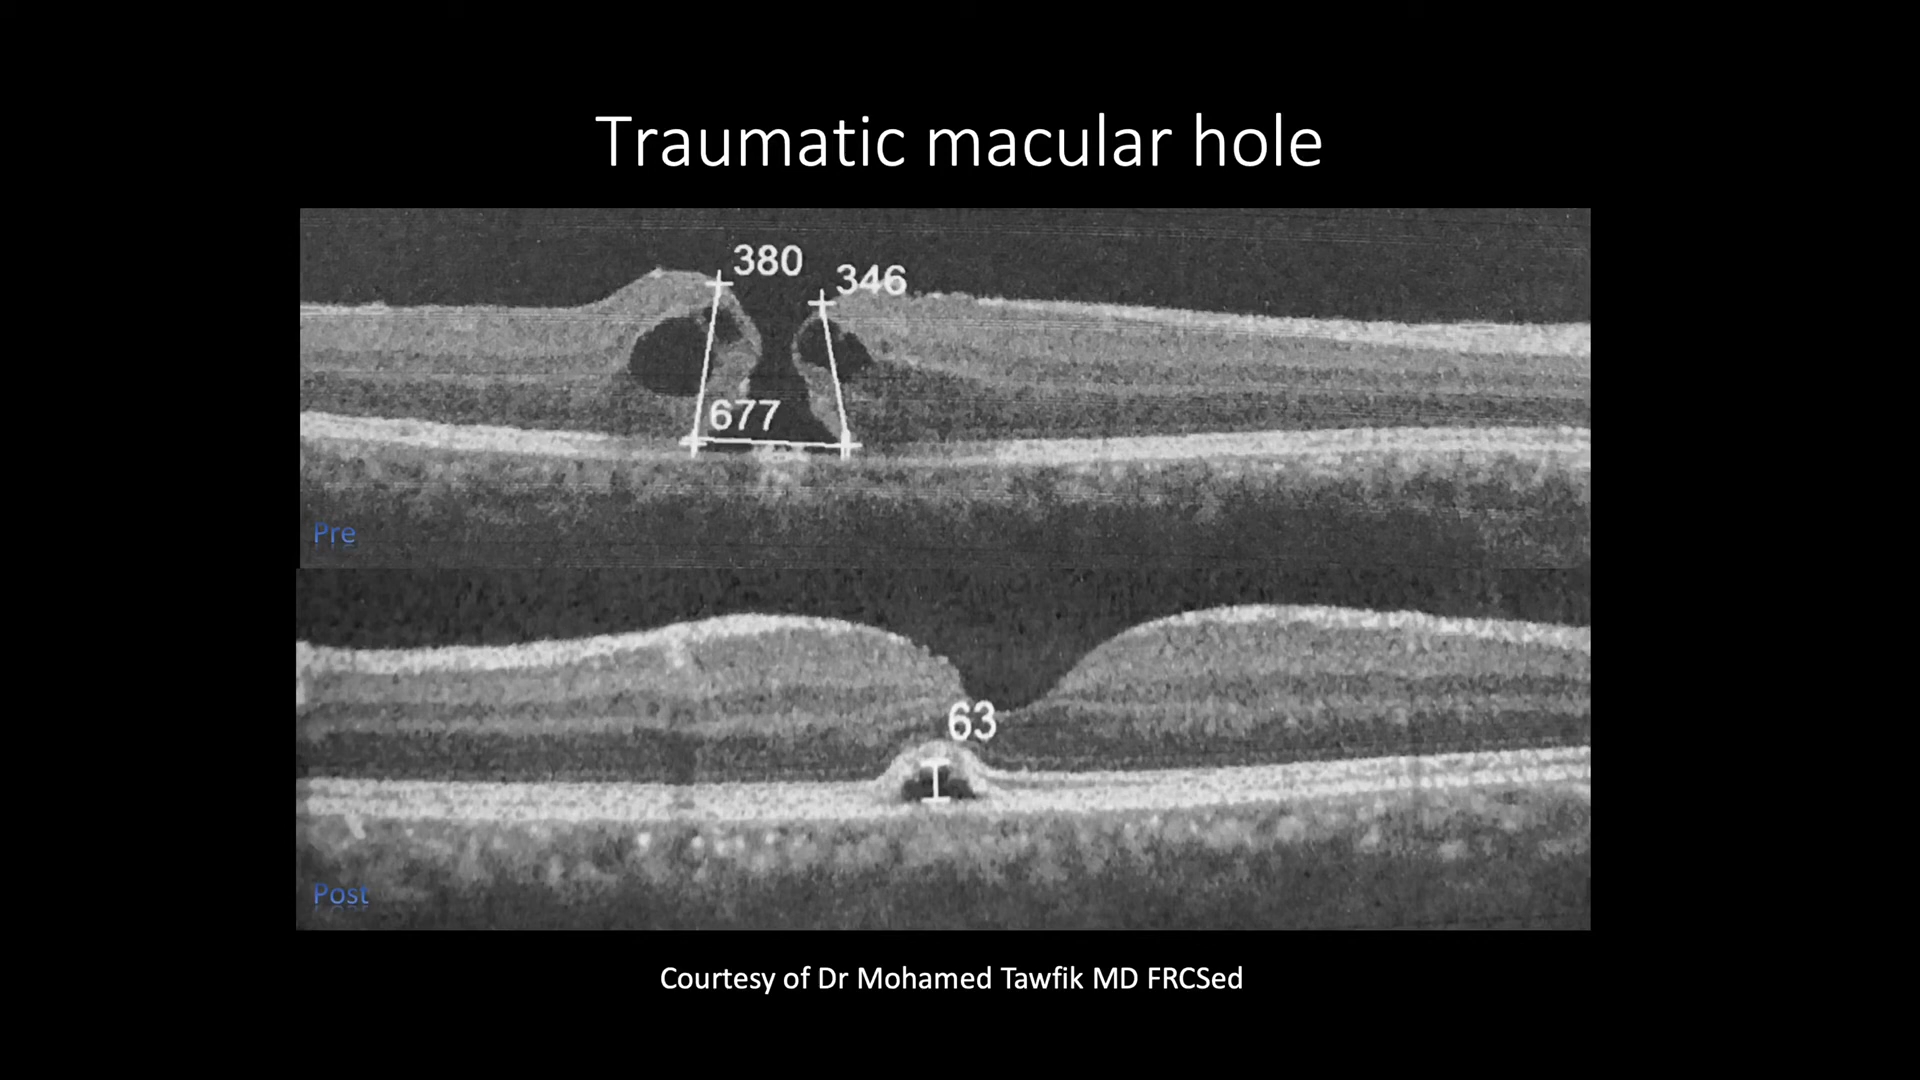 Traumatic macular hole
380
346
677
Pre
63
Post
Courtesy of Dr Mohamed Tawfik MD FRCSed